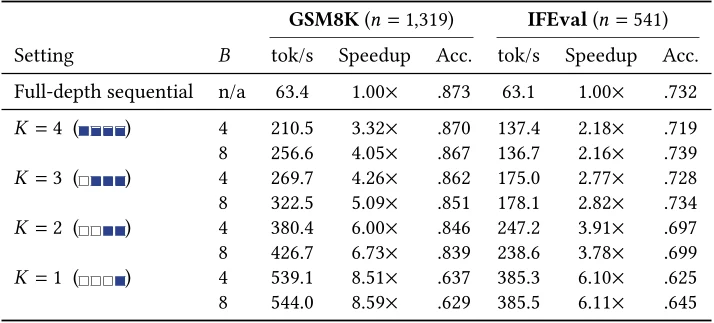 GSM8K (n = 1,319) IFEval (n = 541)
Setting B tok/s Speedup Acc. tok/s Speedup Acc.
Full-depth sequential n/a 63.4 1.00× .873 63.1 1.00× .732
K = 4 (■■■■) 4 210.5 3.32× .870 137.4 2.18× .719
8 256.6 4.05× .867 136.7 2.16× .739
K = 3 (□■■■) 4 269.7 4.26× .862 175.0 2.77× .728
8 322.5 5.09× .851 178.1 2.82× .734
K = 2 (□□■■) 4 380.4 6.00× .846 247.2 3.91× .697
8 426.7 6.73× .839 238.6 3.78× .699
K = 1 (□□□■) 4 539.1 8.51× .637 385.3 6.10× .625
8 544.0 8.59× .629 385.5 6.11× .645